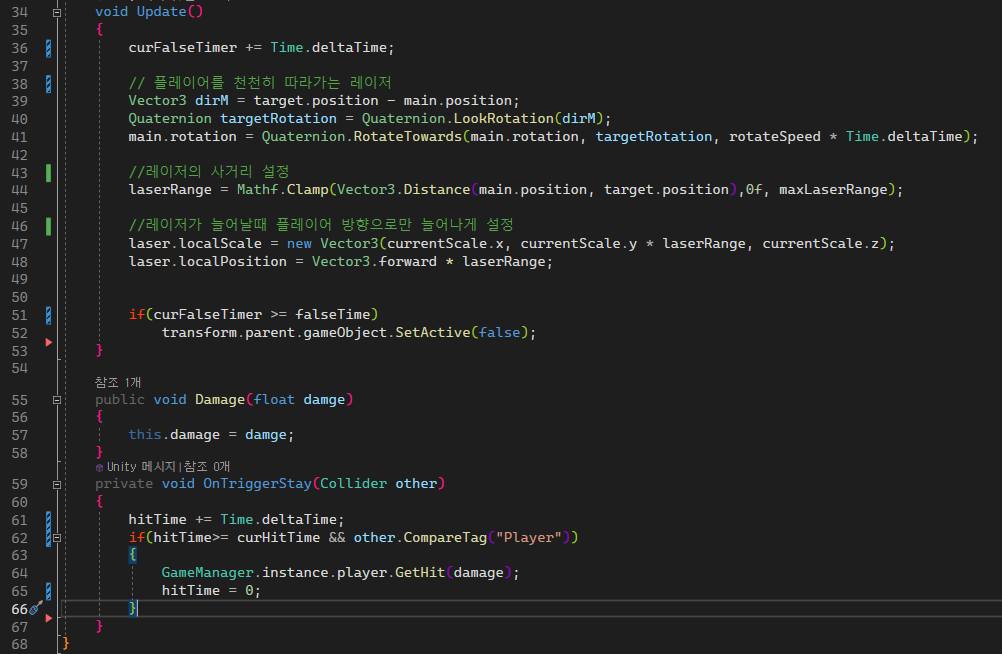 34 void Update()
35 {
36 curFalseTimer += Time.deltaTime;
37
38 // 플레이어를 천천히 따라가는 레이저
39 Vector3 dirM = target.position - main.position;
40 Quaternion targetRotation = Quaternion.LookRotation(dirM);
41 main.rotation = Quaternion.RotateTowards(main.rotation, targetRotation, rotateSpeed * Time.deltaTime);
42
43 //레이저의 사거리 설정
44 laserRange = Mathf.Clamp(Vector3.Distance(main.position, target.position),0f, maxLaserRange);
45
46 //레이저가 늘어날때 플레이어 방향으로만 늘어나게 설정
47 laser.localScale = new Vector3(currentScale.x, currentScale.y * laserRange, currentScale.z);
48 laser.localPosition = Vector3.forward * laserRange;
49
50
51 if(curFalseTimer >= falseTime)
52 transform.parent.gameObject.SetActive(false);
53 }
54
참조 1개
55 public void Damage(float damge)
56 {
57 this.damage = damge;
58 }
Unity 메시지|참조 0개
59 private void OnTriggerStay(Collider other)
60 {
61 hitTime += Time.deltaTime;
62 if(hitTime>= curHitTime && other.CompareTag("Player"))
63 {
64 GameManager.instance.player.GetHit(damage);
65 hitTime = 0;
66 }
67 }
68 }